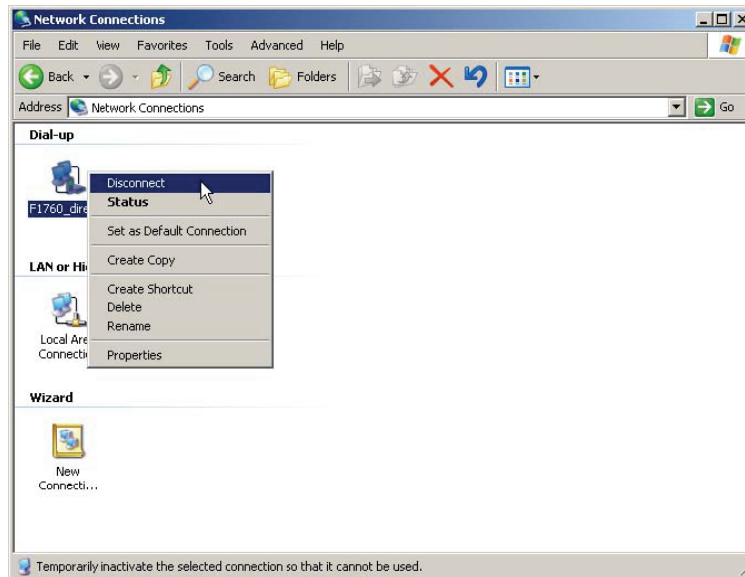 Network Connections
File Edit View Favorites Tools Advanced Help
Back Search Folders
Address Network Connections Go
Dial-up
F1760_dire
Disconnect
Status
Set as Default Connection
Create Copy
Create Shortcut
Delete
Rename
Properties
LAN or Hi
Local Are
Connecti
Wizard
New
Connecti...
Temporarily inactivate the selected connection so that it cannot be used.